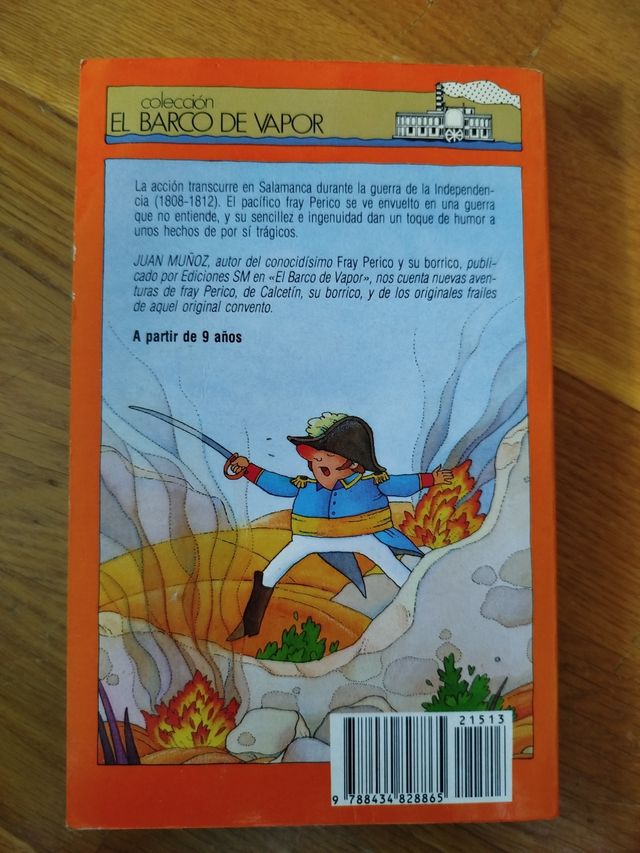 colección
EL BARCO DE VAPOR
La acción transcurre en Salamanca durante la guerra de la Independen-
cia (1808-1812). El pacífico fray Perico se ve envuelto en una guerra
que no entiende, y su sencillez e ingenuidad dan un toque de humor a
unos hechos de por sí trágicos.
JUAN MUÑOZ, autor del conocidísimo Fray Perico y su borrico, publi-
cado por Ediciones SM en «El Barco de Vapor», nos cuenta nuevas aven-
turas de fray Perico, de Calcetín, su borrico, y de los originales frailes
de aquel original convento.
A partir de 9 años
21513
9 788434 828865